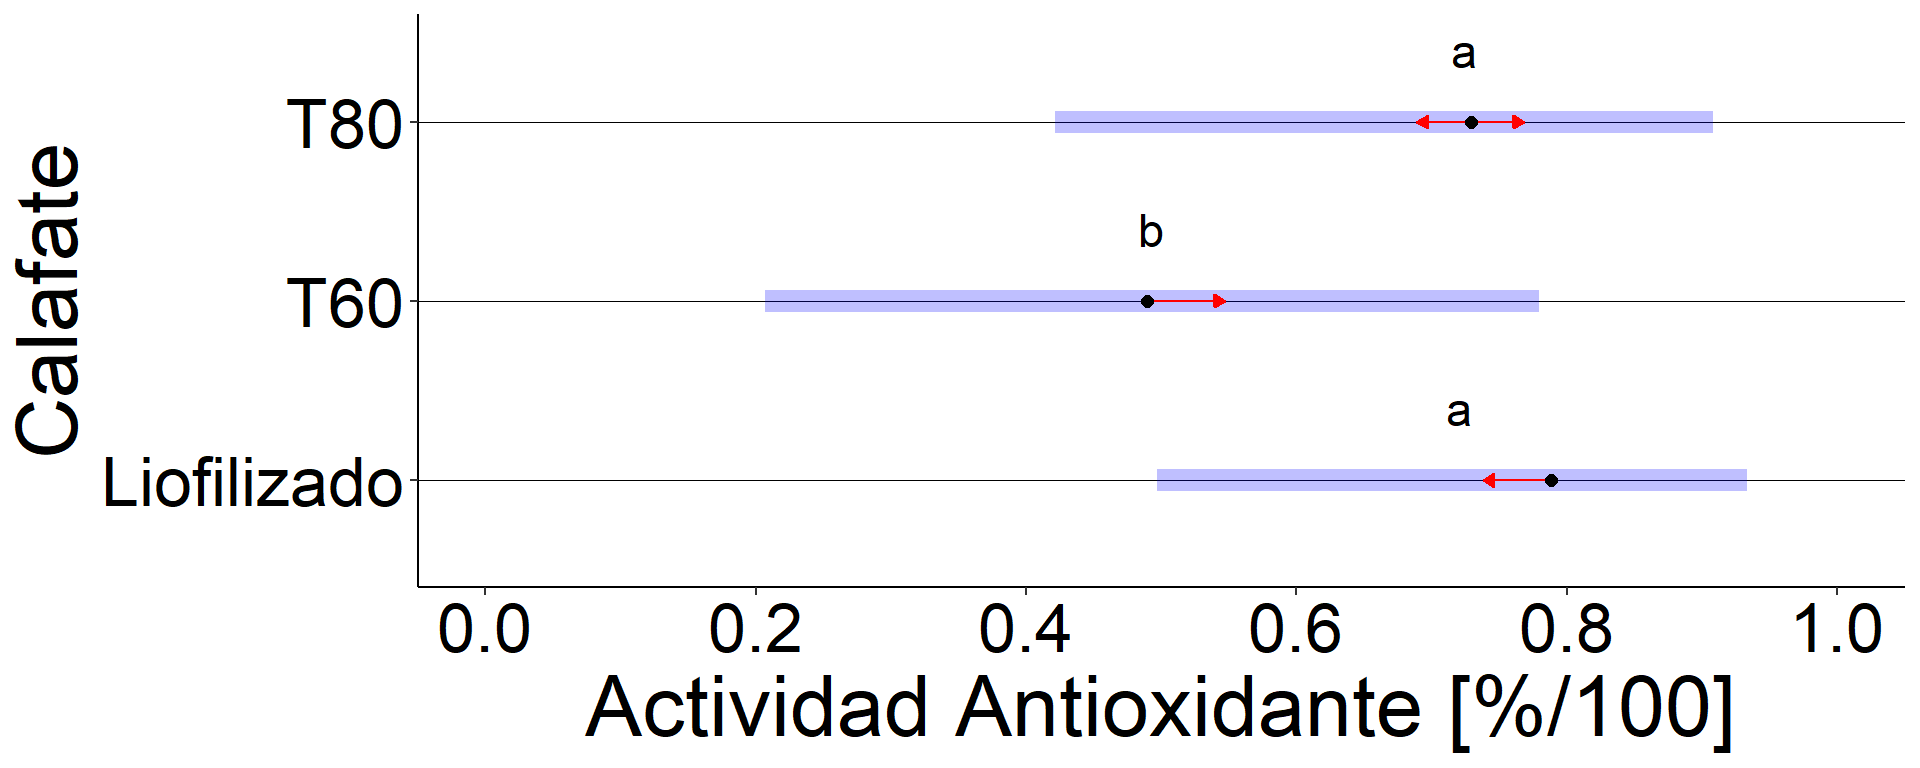 Calafate
a
T80
b
T60
a
Liofilizado
0.0 0.2 0.4 0.6 0.8 1.0
Actividad Antioxidante [%/100]